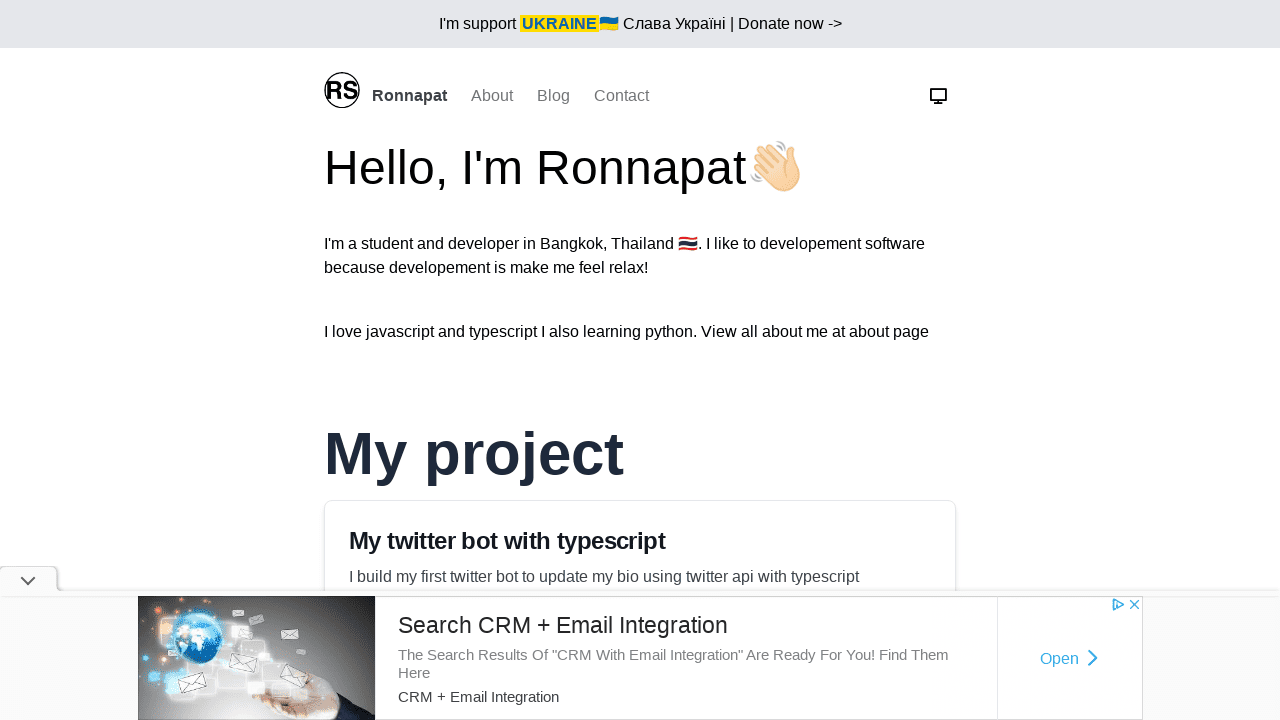 I'm support UKRAINE🇺🇦 Слава Україні | Donate now ->
RS Ronnapat About Blog Contact
Hello, I'm Ronnapat👋🏻
I'm a student and developer in Bangkok, Thailand 🇹🇭. I like to developement software
because developement is make me feel relax!
I love javascript and typescript I also learning python. View all about me at about page
My project
My twitter bot with typescript
I build my first twitter bot to update my bio using twitter api with typescript
Search CRM + Email Integration
The Search Results Of "CRM With Email Integration" Are Ready For You! Find Them
Here
CRM + Email Integration
Open